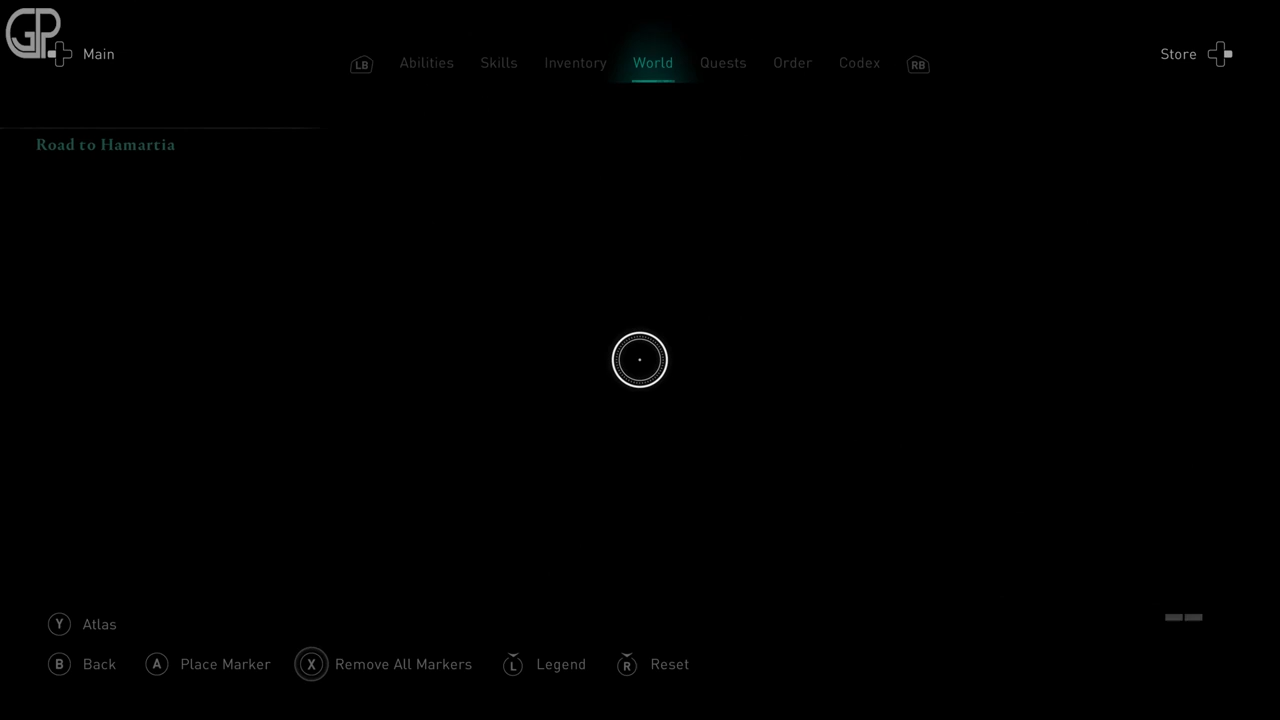 GP
Main
LB Abilities Skills Inventory World Quests Order Codex RB
Store
Road to Hamartia
Y Atlas
B Back A Place Marker X Remove All Markers L Legend R Reset